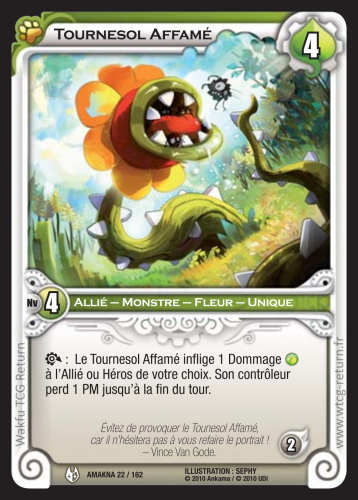 Tournesol Affamé
4
Nv 4
Allié – Monstre – Fleur – Unique
: Le Tournesol Affamé inflige 1 Dommage
à l'Allié ou Héros de votre choix. Son contrôleur
perd 1 PM jusqu'à la fin du tour.
Évitez de provoquer le Tounesol Affamé,
car il n'hésitera pas à vous refaire le portrait !
– Vince Van Gode.
2
AMAKNA 22 / 162
ILLUSTRATION : SEPHY
© 2010 Ankama / © 2010 UDI
Wakfu TCG Return
www.wtcg-return.fr